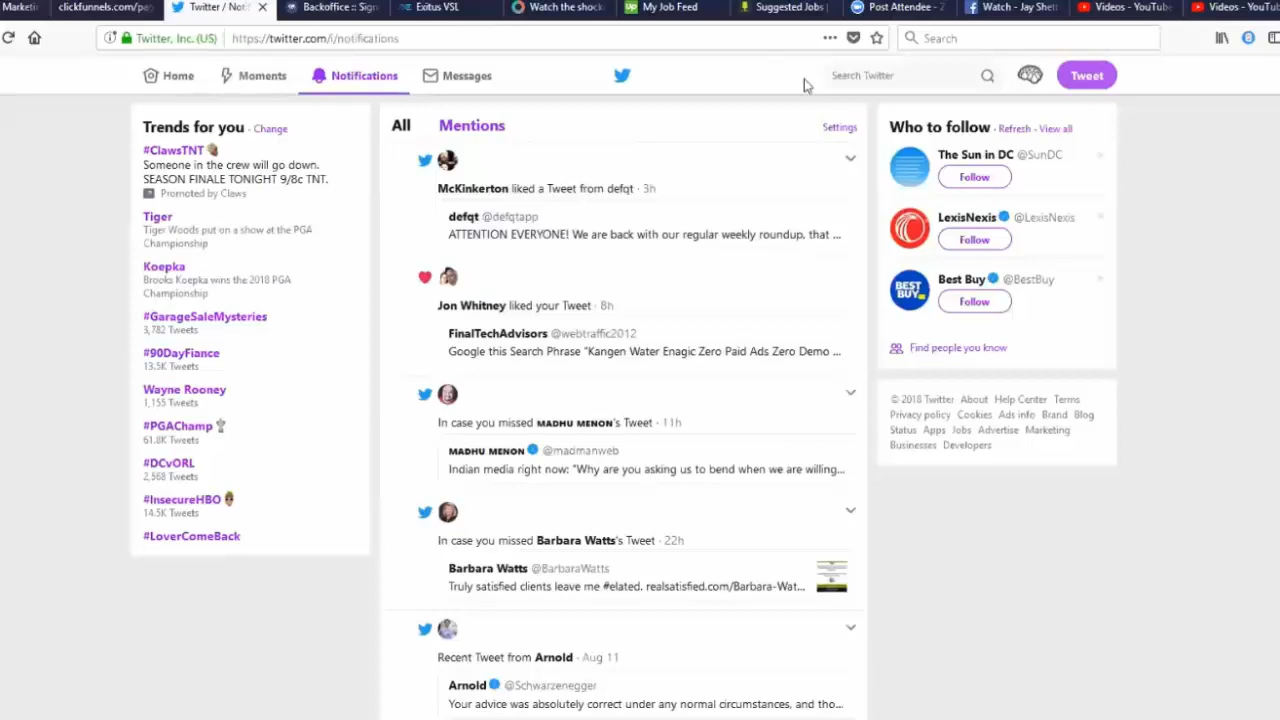 Marketi
clickfunnels.com/pa
Twitter / Noti
Backoffice :: Sign
Exitus VSL
Watch the shock
Up My Job Feed
Suggested Jobs
Post Attendee - Z
Watch - Jay Shett
Videos - YouTube
Videos - YouTub
Twitter, Inc. (US)
https://twitter.com/i/notifications
Search
Home
Moments
Notifications
Messages
Search Twitter
Tweet
Trends for you · Change
#ClawsTNT
Someone in the crew will go down.
SEASON FINALE TONIGHT 9/8c TNT.
Promoted by Claws
Tiger
Tiger Woods put on a show at the PGA
Championship
Koepka
Brooks Koepka wins the 2018 PGA
Championship
#GarageSaleMysteries
3,782 Tweets
#90DayFiance
13.5K Tweets
Wayne Rooney
1,155 Tweets
#PGAChamp
61.8K Tweets
#DCvORL
2,568 Tweets
#InsecureHBO
14.5K Tweets
#LoverComeBack
All
Mentions
Settings
McKinkerton liked a Tweet from defqt · 3h
defqt @defqtapp
ATTENTION EVERYONE! We are back with our regular weekly roundup, that ...
Jon Whitney liked your Tweet · 8h
FinalTechAdvisors @webtraffic2012
Google this Search Phrase "Kangen Water Enagic Zero Paid Ads Zero Demo ...
In case you missed ᴍᴀᴅʜᴜ ᴍᴇɴᴏɴ's Tweet · 11h
ᴍᴀᴅʜᴜ ᴍᴇɴᴏɴ @madmanweb
Indian media right now: "Why are you asking us to bend when we are willing...
In case you missed Barbara Watts's Tweet · 22h
Barbara Watts @BarbaraWatts
Truly satisfied clients leave me #elated. realsatisfied.com/Barbara-Wat...
Recent Tweet from Arnold · Aug 11
Arnold @Schwarzenegger
Your advice was absolutely correct under any normal circumstances, and tho...
Who to follow · Refresh · View all
The Sun in DC @SunDC
Follow
LexisNexis @LexisNexis
Follow
BEST
BUY
Best Buy @BestBuy
Follow
Find people you know
© 2018 Twitter About Help Center Terms
Privacy policy Cookies Ads info Brand Blog
Status Apps Jobs Advertise Marketing
Businesses Developers